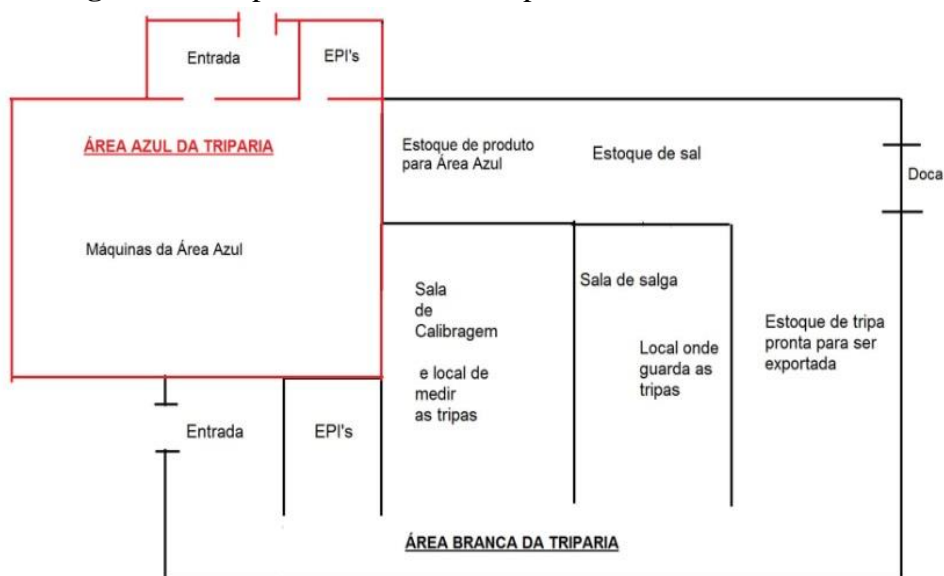 Entrada
EPI's
ÁREA AZUL DA TRIPARIA
Estoque de produto
para Área Azul
Estoque de sal
Doca
Máquinas da Área Azul
Sala
de
Calibragem
e local de
medir
as tripas
Sala de salga
Local onde
guarda as
tripas
Estoque de tripa
pronta para ser
exportada
Entrada
EPI's
ÁREA BRANCA DA TRIPARIA